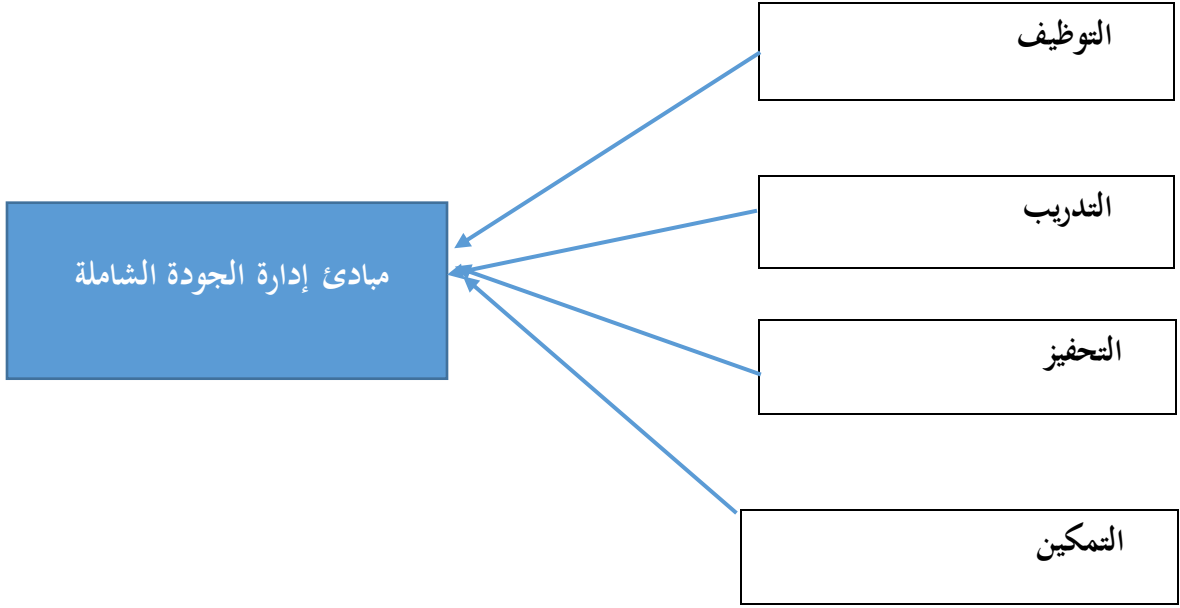 التوظيف
التدريب
مبادئ إدارة الجودة الشاملة
التحفيز
التمكين